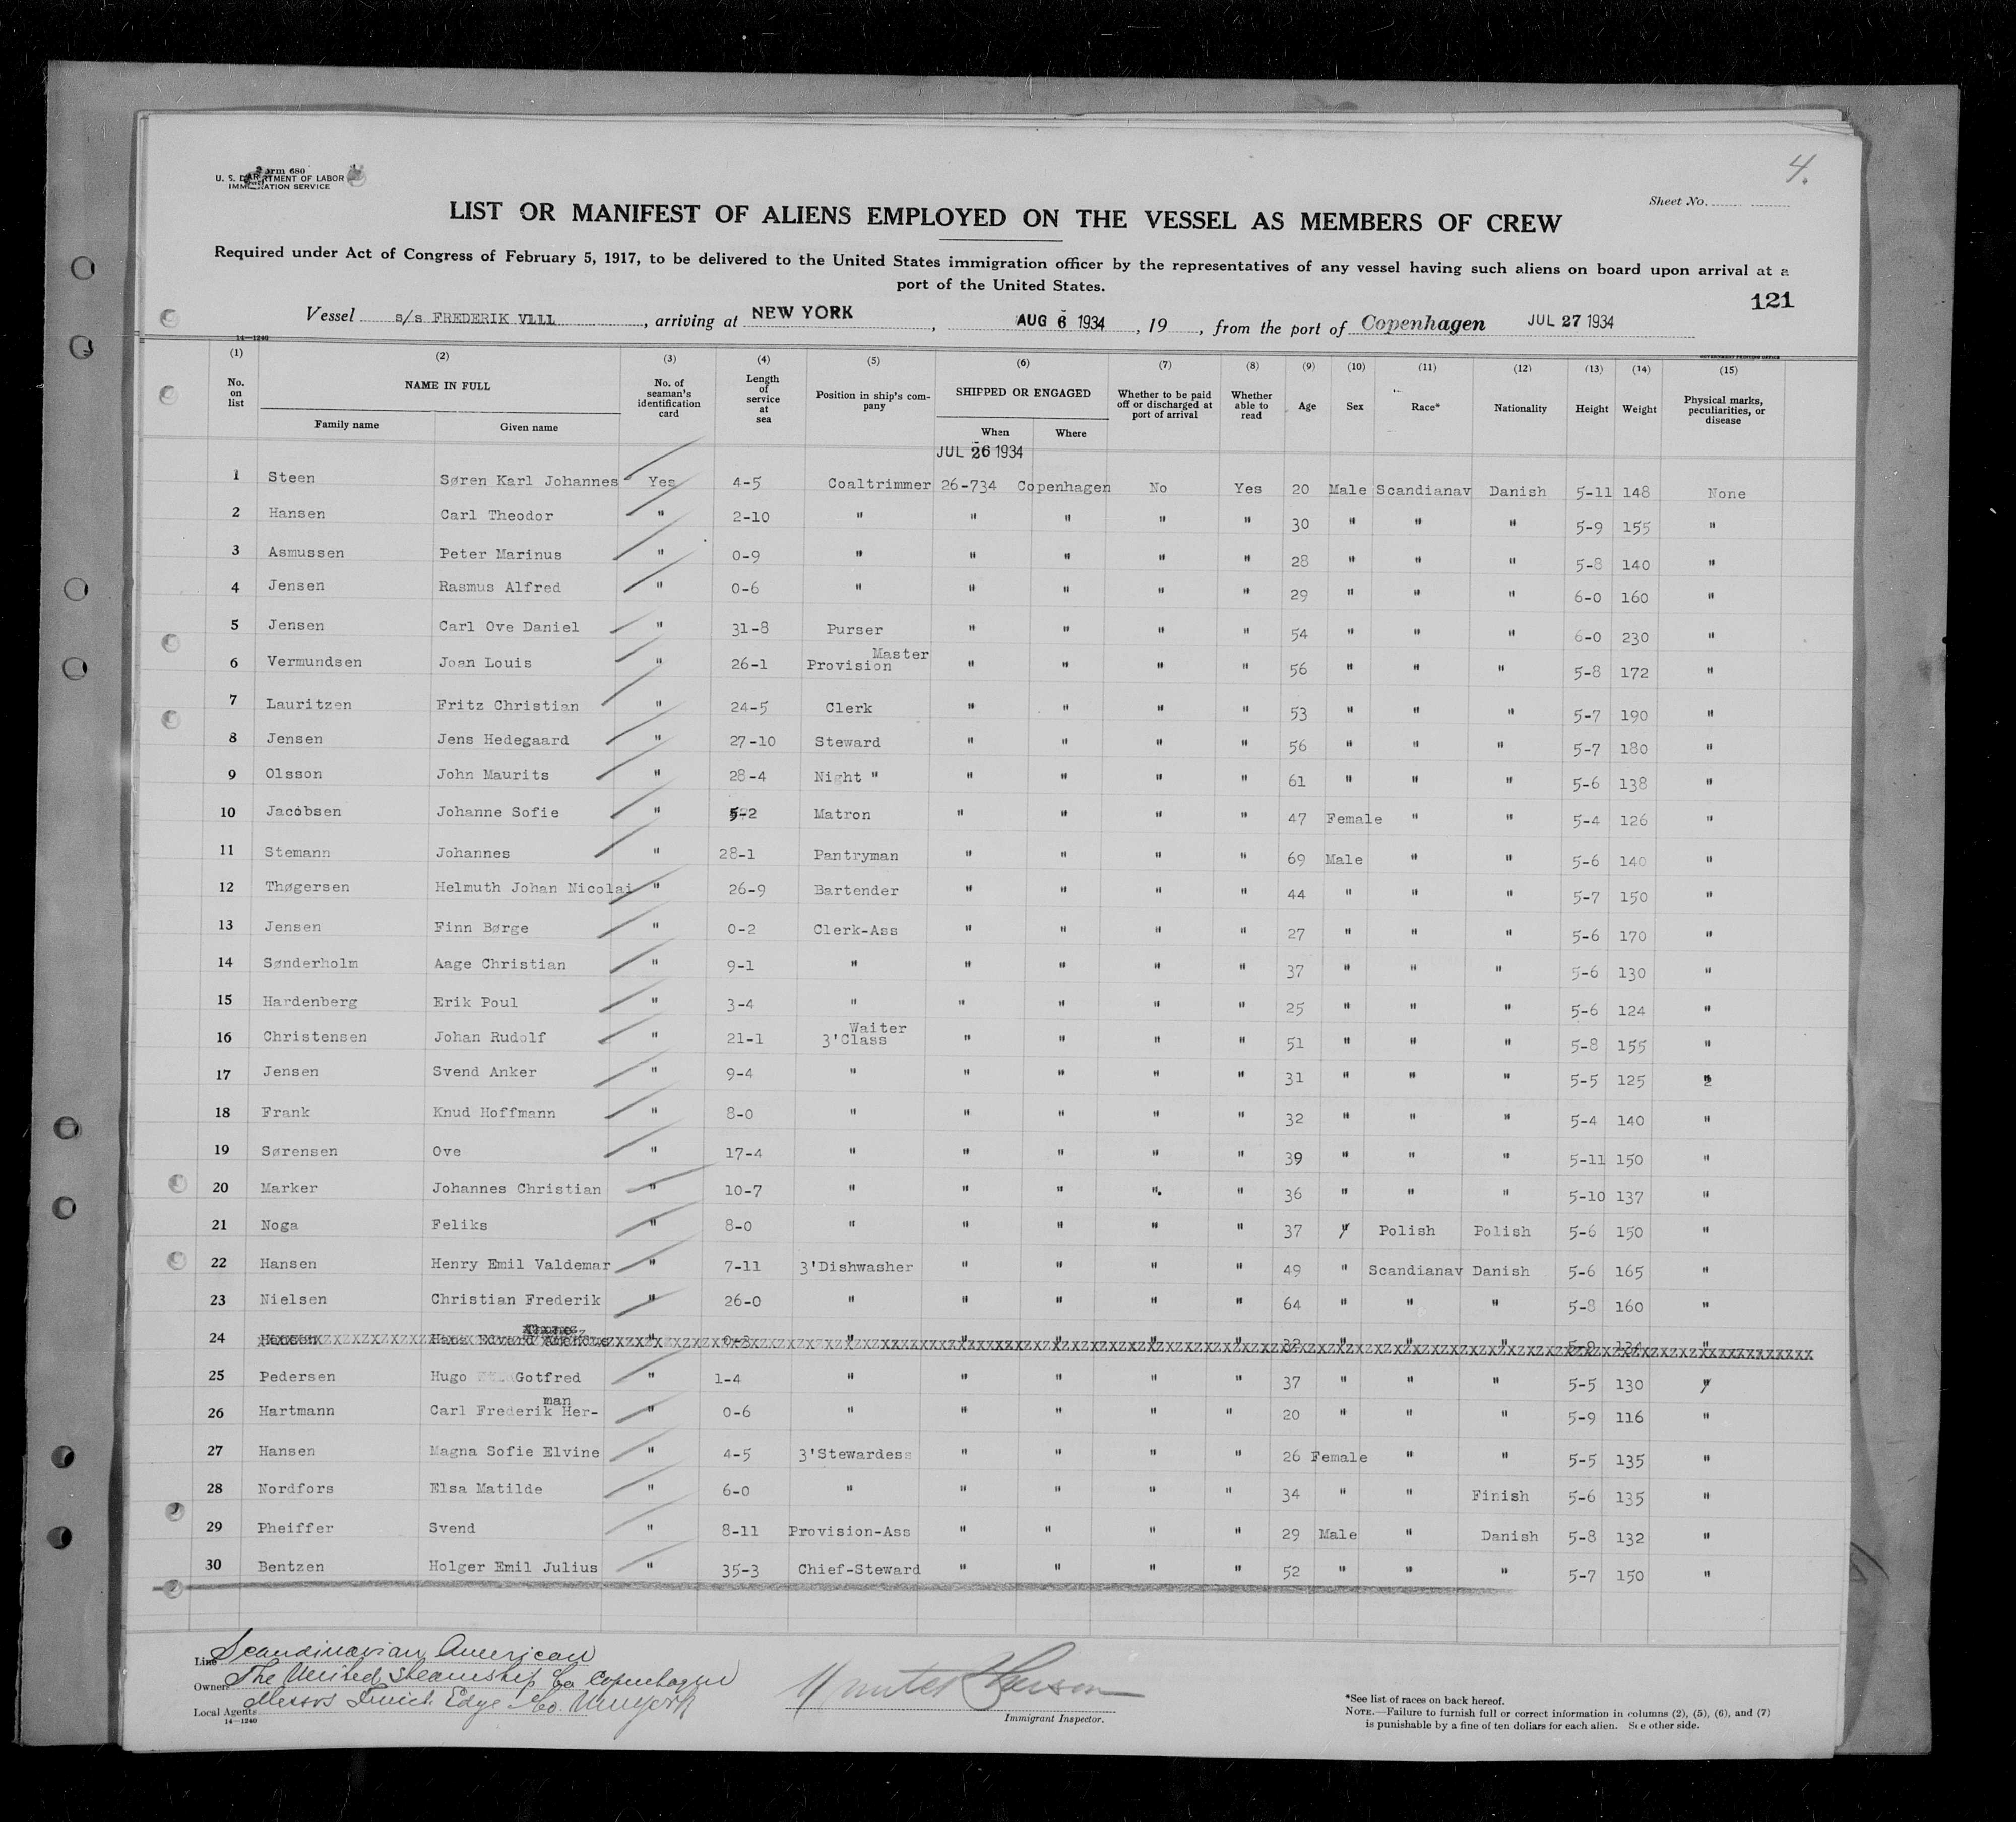 4.
Form 680
U. S. DEPARTMENT OF LABOR
IMMIGRATION SERVICE
Sheet No.
LIST OR MANIFEST OF ALIENS EMPLOYED ON THE VESSEL AS MEMBERS OF CREW
Required under Act of Congress of February 5, 1917, to be delivered to the United States immigration officer by the representatives of any vessel having such aliens on board upon arrival at a
port of the United States.
121
Vessel s/s FREDERIK VLLL, arriving at NEW YORK, AUG 6 1934, 19, from the port of Copenhagen JUL 27 1934
14—1240
GOVERNMENT PRINTING OFFICE
(1) (2) (3) (4) (5) (6) (7) (8) (9) (10) (11) (12) (13) (14) (15)
No. on list NAME IN FULL Family name Given name No. of seaman's identification card Length of service at sea Position in ship's company SHIPPED OR ENGAGED When Where Whether to be paid off or discharged at port of arrival Whether able to read Age Sex Race* Nationality Height Weight Physical marks, peculiarities, or disease
JUL 26 1934
1 Steen Søren Karl Johannes Yes 4-5 Coaltrimmer 26-734 Copenhagen No Yes 20 Male Scandianav Danish 5-11 148 None
2 Hansen Carl Theodor " 2-10 " " " " " 30 " " " 5-9 155 "
3 Asmussen Peter Marinus " 0-9 " " " " " 28 " " " 5-8 140 "
4 Jensen Rasmus Alfred " 0-6 " " " " " 29 " " " 6-0 160 "
5 Jensen Carl Ove Daniel " 31-8 Purser " " " " 54 " " " 6-0 230 "
6 Vermundsen Joan Louis " 26-1 Provision Master " " " " 56 " " " 5-8 172 "
7 Lauritzen Fritz Christian " 24-5 Clerk " " " " 53 " " " 5-7 190 "
8 Jensen Jens Hedegaard " 27-10 Steward " " " " 56 " " " 5-7 180 "
9 Olsson John Maurits " 28-4 Night " " " " " 61 " " " 5-6 138 "
10 Jacobsen Johanne Sofie " 5-2 Matron " " " " 47 Female " " 5-4 126 "
11 Stemann Johannes " 28-1 Pantryman " " " " 69 Male " " 5-6 140 "
12 Thøgersen Helmuth Johan Nicolai " 26-9 Bartender " " " " 44 " " " 5-7 150 "
13 Jensen Finn Børge " 0-2 Clerk-Ass " " " " 27 " " " 5-6 170 "
14 Sønderholm Aage Christian " 9-1 " " " " " 37 " " " 5-6 130 "
15 Hardenberg Erik Poul " 3-4 " " " " " 25 " " " 5-6 124 "
16 Christensen Johan Rudolf " 21-1 3'Class Waiter " " " " 51 " " " 5-8 155 "
17 Jensen Svend Anker " 9-4 " " " " " 31 " " " 5-5 125 "
18 Frank Knud Hoffmann " 8-0 " " " " " 32 " " " 5-4 140 "
19 Sørensen Ove " 17-4 " " " " " 39 " " " 5-11 150 "
20 Marker Johannes Christian " 10-7 " " " " " 36 " " " 5-10 137 "
21 Noga Feliks " 8-0 " " " " " 37 " Polish Polish 5-6 150 "
22 Hansen Henry Emil Valdemar " 7-11 3'Dishwasher " " " " 49 " Scandianav Danish 5-6 165 "
23 Nielsen Christian Frederik " 26-0 " " " " " 64 " " " 5-8 160 "
24 Hans Edvard " " " " " " " " " "
25 Pedersen Hugo Gotfred " 1-4 " " " " " 37 " " " 5-5 130 "
26 Hartmann Carl Frederik Her-man " 0-6 " " " " " 20 " " " 5-9 116 "
27 Hansen Magna Sofie Elvine " 4-5 3'Stewardess " " " " 26 Female " " 5-5 135 "
28 Nordfors Elsa Matilde " 6-0 " " " " " 34 " " Finish 5-6 135 "
29 Pheiffer Svend " 8-11 Provision-Ass " " " " 29 Male " Danish 5-8 132 "
30 Bentzen Holger Emil Julius " 35-3 Chief-Steward " " " " 52 " " " 5-7 150 "
Line Scandinavian American
Owners The United Steamship Co Copenhagen
Local Agents Messrs Edye & Co. New York
14—1240
Immigrant Inspector.
*See list of races on back hereof.
NOTE.—Failure to furnish full or correct information in columns (2), (5), (6), and (7)
is punishable by a fine of ten dollars for each alien. See other side.